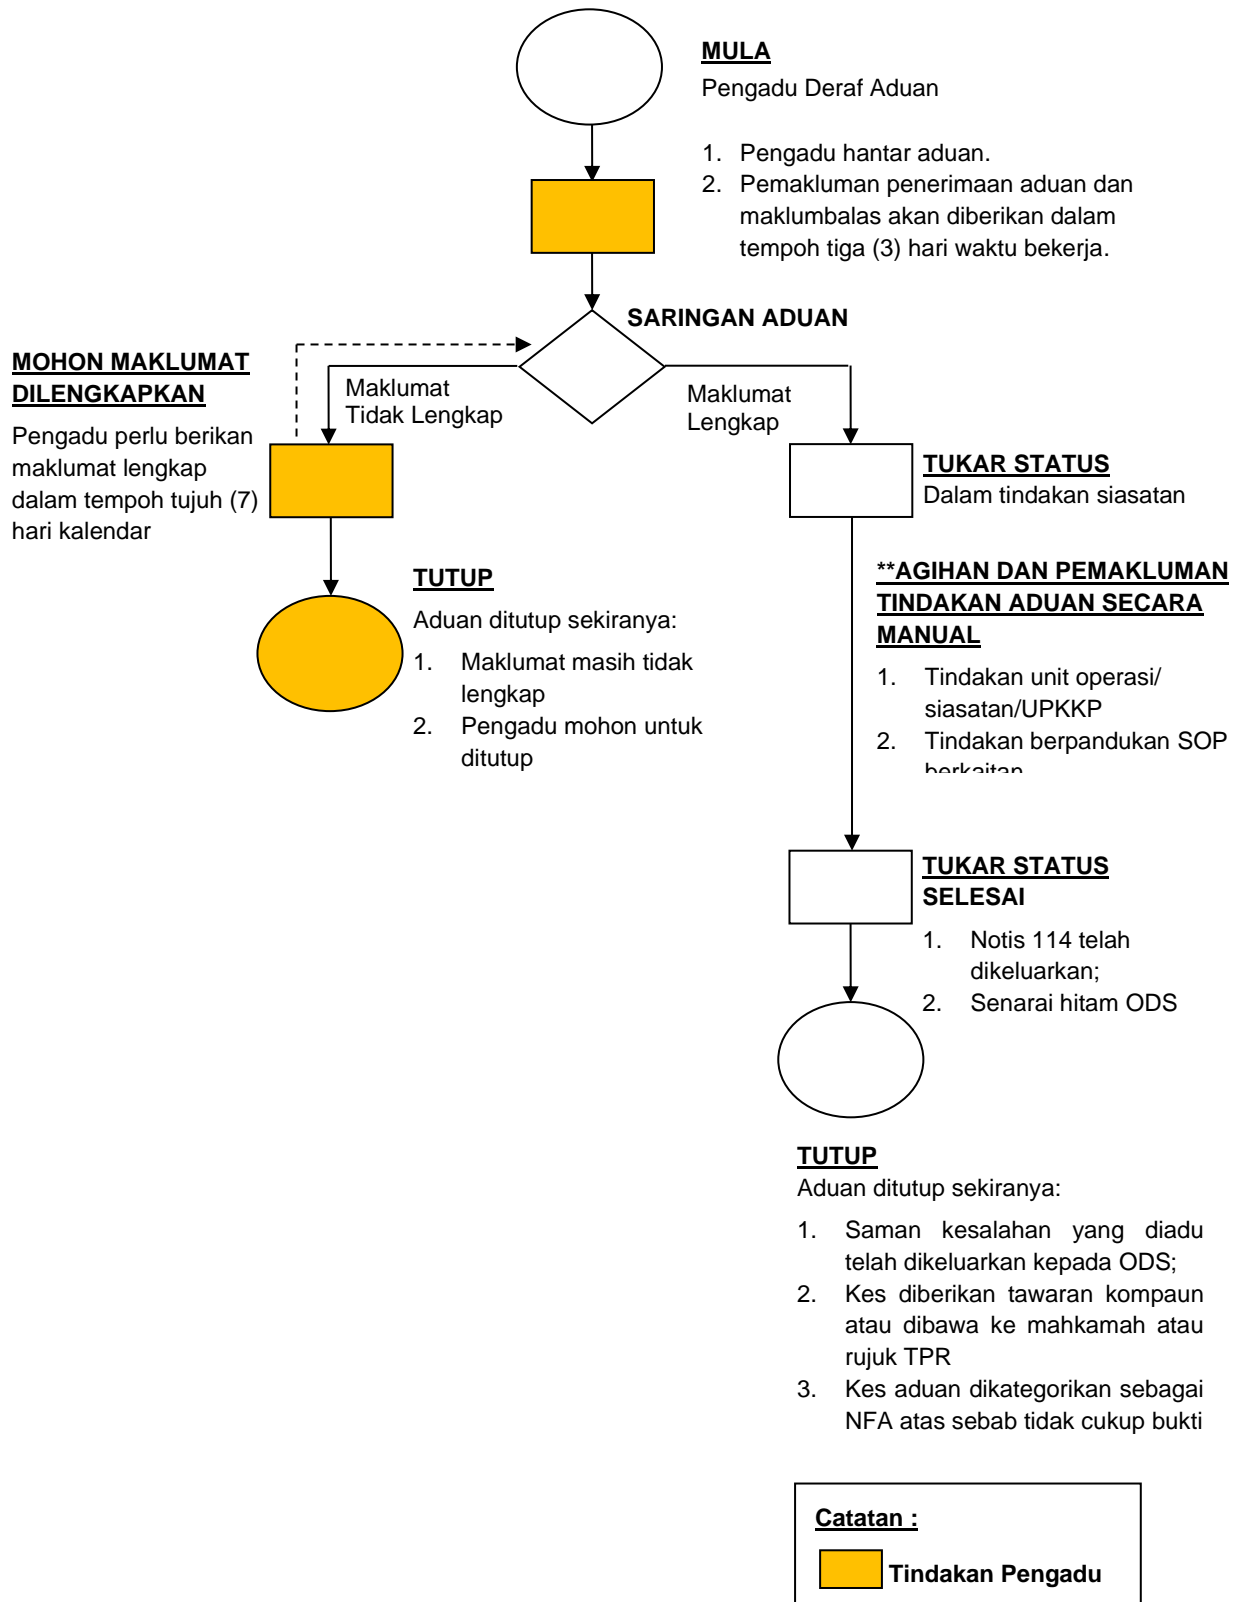 MULA
Pengadu Deraf Aduan
1. Pengadu hantar aduan.
2. Pemakluman penerimaan aduan dan
maklumbalas akan diberikan dalam
tempoh tiga (3) hari waktu bekerja.
SARINGAN ADUAN
MOHON MAKLUMAT
DILENGKAPKAN
Pengadu perlu berikan
maklumat lengkap
dalam tempoh tujuh (7)
hari kalendar
Maklumat
Tidak Lengkap
Maklumat
Lengkap
TUKAR STATUS
Dalam tindakan siasatan
TUTUP
Aduan ditutup sekiranya:
1. Maklumat masih tidak
lengkap
2. Pengadu mohon untuk
ditutup
**AGIHAN DAN PEMAKLUMAN
TINDAKAN ADUAN SECARA
MANUAL
1. Tindakan unit operasi/
siasatan/UPKKP
2. Tindakan berpandukan SOP
berkaitan
TUKAR STATUS
SELESAI
1. Notis 114 telah
dikeluarkan;
2. Senarai hitam ODS
TUTUP
Aduan ditutup sekiranya:
1. Saman kesalahan yang diadu
telah dikeluarkan kepada ODS;
2. Kes diberikan tawaran kompaun
atau dibawa ke mahkamah atau
rujuk TPR
3. Kes aduan dikategorikan sebagai
NFA atas sebab tidak cukup bukti
Catatan :
Tindakan Pengadu